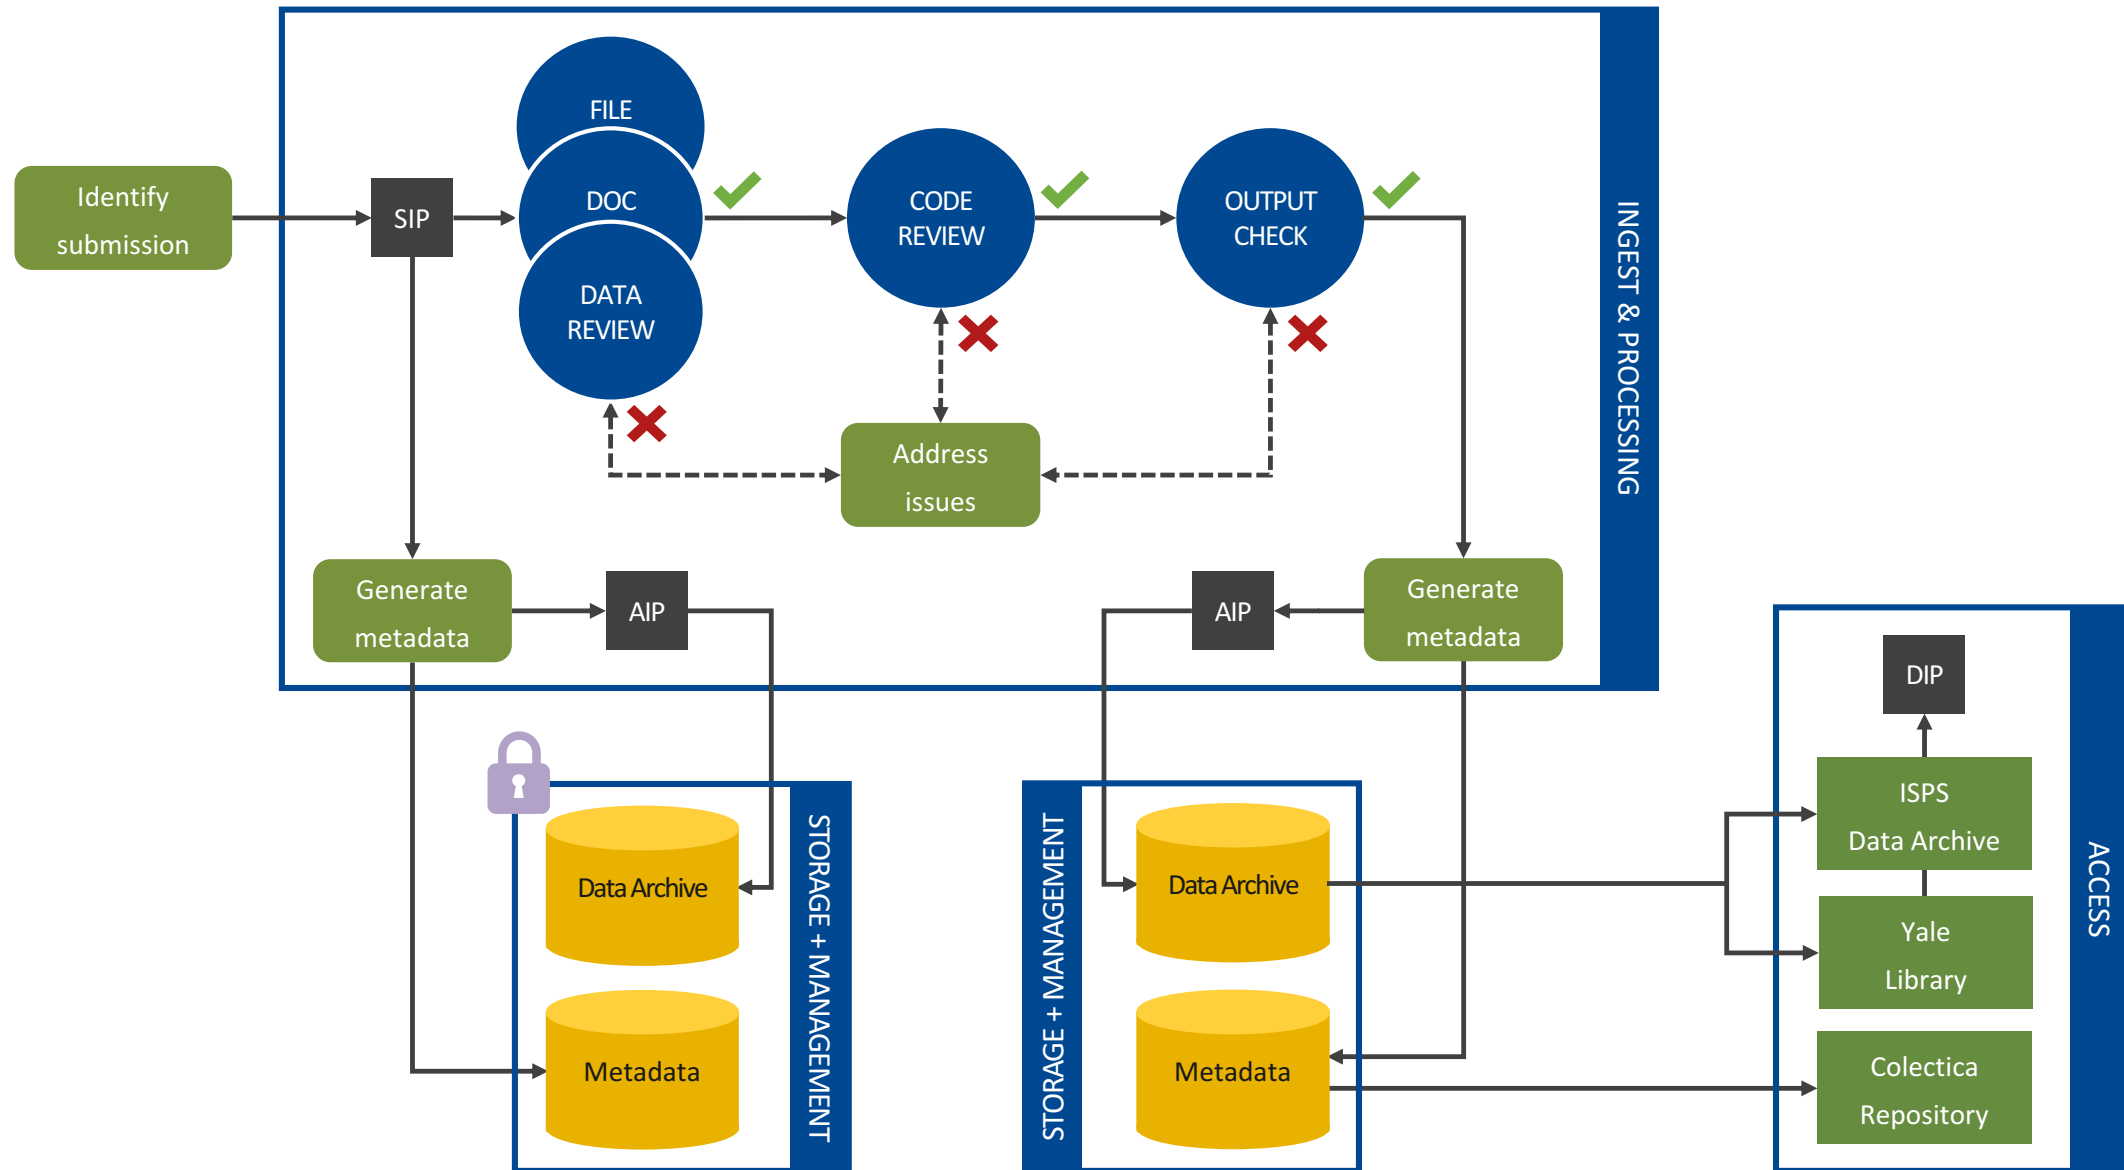 FILE
Identify
submission
SIP
DOC
CODE
REVIEW
OUTPUT
CHECK
DATA
REVIEW
Address
issues
INGEST & PROCESSING
Generate
metadata
AIP
AIP
Generate
metadata
Data Archive
Metadata
STORAGE + MANAGEMENT
STORAGE + MANAGEMENT
Data Archive
Metadata
DIP
ISPS
Data Archive
Yale
Library
Colectica
Repository
ACCESS